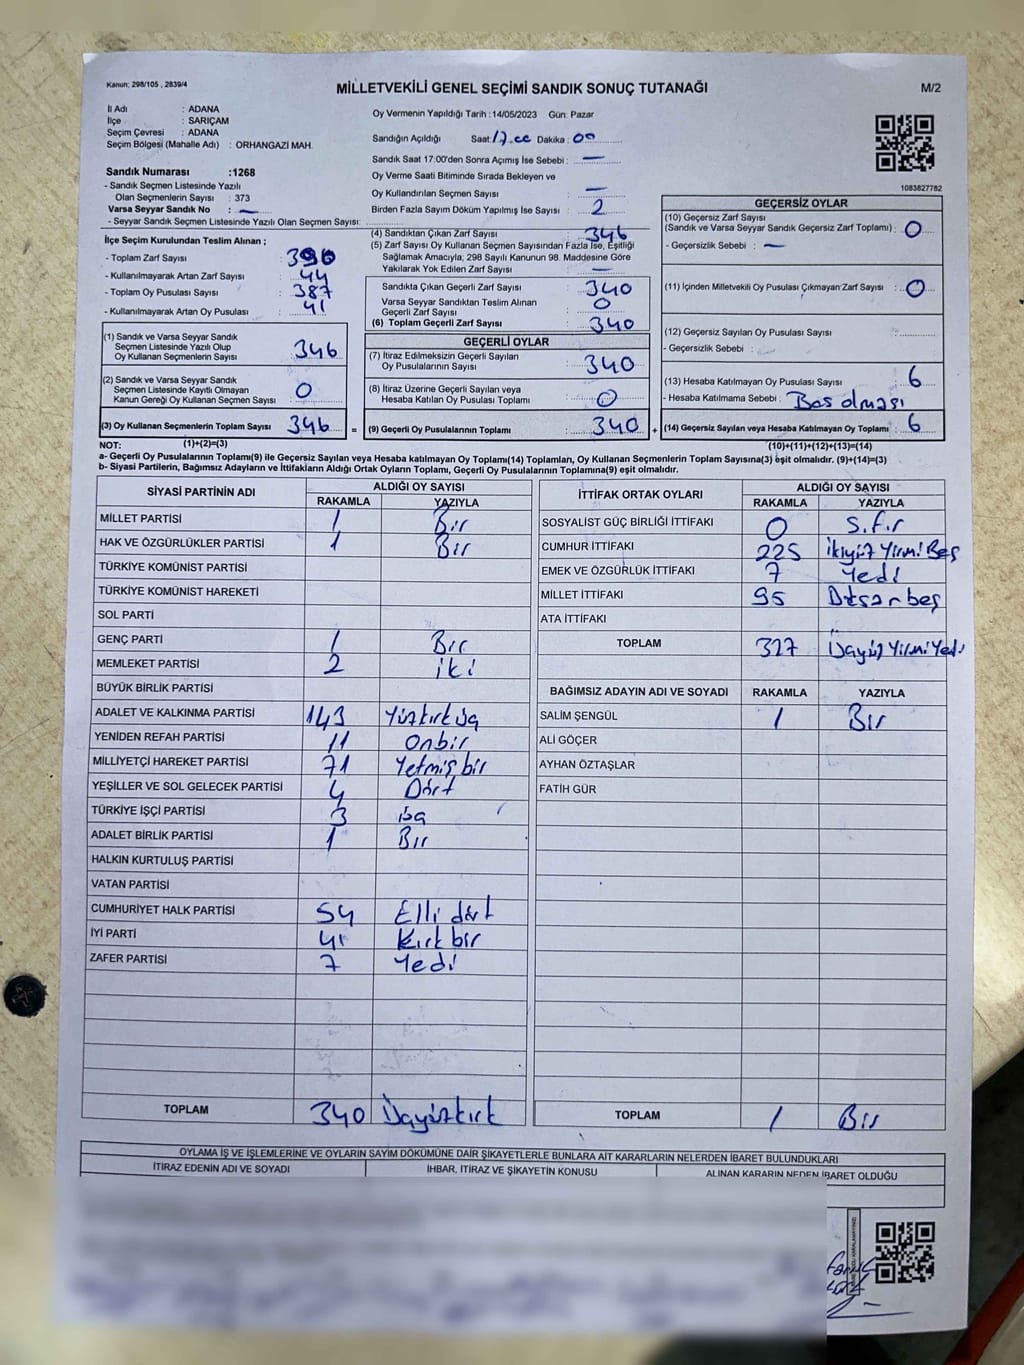 Kanun: 298/105 , 2839/4
MİLLETVEKİLİ GENEL SEÇİMİ SANDIK SONUÇ TUTANAĞI
M/2
İl Adı : ADANA
İlçe : SARIÇAM
Seçim Çevresi : ADANA
Seçim Bölgesi (Mahalle Adı) : ORHANGAZİ MAH.
Oy Vermenin Yapıldığı Tarih :14/05/2023 Gün: Pazar
Sandığın Açıldığı Saat: 17.00 Dakika: 00
Sandık Saat 17:00'den Sonra Açımış İse Sebebi : —
Oy Verme Saati Bitiminde Sırada Bekleyen ve
Oy Kullandırılan Seçmen Sayısı : —
Birden Fazla Sayım Döküm Yapılmış İse Sayısı : 2
Sandık Numarası :1268
- Sandık Seçmen Listesinde Yazılı
Olan Seçmenlerin Sayısı : 373
Varsa Seyyar Sandık No : —
- Seyyar Sandık Seçmen Listesinde Yazılı Olan Seçmen Sayısı:
1083827782
İlçe Seçim Kurulundan Teslim Alınan ;
- Toplam Zarf Sayısı : 390
- Kullanılmayarak Artan Zarf Sayısı : 44
- Toplam Oy Pusulası Sayısı : 387
- Kullanılmayarak Artan Oy Pusulası : 41
(1) Sandık ve Varsa Seyyar Sandık
Seçmen Listesinde Yazılı Olup
Oy Kullanan Seçmenlerin Sayısı : 346
(2) Sandık ve Varsa Seyyar Sandık
Seçmen Listesinde Kayıtlı Olmayan
Kanun Gereği Oy Kullanan Seçmen Sayısı : 0
(3) Oy Kullanan Seçmenlerin Toplam Sayısı : 346 =
(4) Sandıktan Çıkan Zarf Sayısı : 346
(5) Zarf Sayısı Oy Kullanan Seçmen Sayısından Fazla İse, Eşitliği
Sağlamak Amacıyla; 298 Sayılı Kanunun 98. Maddesine Göre
Yakılarak Yok Edilen Zarf Sayısı : —
Sandıkta Çıkan Geçerli Zarf Sayısı : 340
Varsa Seyyar Sandıktan Teslim Alınan
Geçerli Zarf Sayısı : 0
(6) Toplam Geçerli Zarf Sayısı : 340
GEÇERLİ OYLAR
(7) İtiraz Edilmeksizin Geçerli Sayılan
Oy Pusulalarının Sayısı : 340
(8) İtiraz Üzerine Geçerli Sayılan veya
Hesaba Katılan Oy Pusulası Toplamı : 0
(9) Geçerli Oy Pusulalarının Toplamı : 340 +
GEÇERSİZ OYLAR
(10) Geçersiz Zarf Sayısı
(Sandık ve Varsa Seyyar Sandık Geçersiz Zarf Toplamı) : 0
- Geçersizlik Sebebi : —
(11) İçinden Milletvekili Oy Pusulası Çıkmayan Zarf Sayısı : 0
(12) Geçersiz Sayılan Oy Pusulası Sayısı
- Geçersizlik Sebebi :
(13) Hesaba Katılmayan Oy Pusulası Sayısı : 6
- Hesaba Katılmama Sebebi : Boş olması
(14) Geçersiz Sayılan veya Hesaba Katılmayan Oy Toplamı : 6
NOT: (1)+(2)=(3) (10)+(11)+(12)+(13)=(14)
a- Geçerli Oy Pusulalarının Toplamı(9) ile Geçersiz Sayılan veya Hesaba katılmayan Oy Toplamı(14) Toplamları, Oy Kullanan Seçmenlerin Toplam Sayısına(3) eşit olmalıdır. (9)+(14)=(3)
b- Siyasi Partilerin, Bağımsız Adayların ve İttifakların Aldığı Ortak Oyların Toplamı, Geçerli Oy Pusulalarının Toplamına(9) eşit olmalıdır.
SİYASİ PARTİNİN ADI ALDIĞI OY SAYISI
RAKAMLA YAZIYLA
MİLLET PARTİSİ 1 Bir
HAK VE ÖZGÜRLÜKLER PARTİSİ 1 Bir
TÜRKİYE KOMÜNİST PARTİSİ
TÜRKİYE KOMÜNİST HAREKETİ
SOL PARTİ
GENÇ PARTİ 1 Bir
MEMLEKET PARTİSİ 2 iki
BÜYÜK BİRLİK PARTİSİ
ADALET VE KALKINMA PARTİSİ 143 Yüzkırküç
YENİDEN REFAH PARTİSİ 11 Onbir
MİLLİYETÇİ HAREKET PARTİSİ 71 Yetmiş bir
YEŞİLLER VE SOL GELECEK PARTİSİ 4 Dört
TÜRKİYE İŞÇİ PARTİSİ 3 üç
ADALET BİRLİK PARTİSİ 1 Bir
HALKIN KURTULUŞ PARTİSİ
VATAN PARTİSİ
CUMHURİYET HALK PARTİSİ 54 Elli dört
İYİ PARTİ 41 Kırk bir
ZAFER PARTİSİ 7 Yedi
TOPLAM 340 Üçyüzkırk
İTTİFAK ORTAK OYLARI ALDIĞI OY SAYISI
RAKAMLA YAZIYLA
SOSYALİST GÜÇ BİRLİĞİ İTTİFAKI 0 Sıfır
CUMHUR İTTİFAKI 225 ikiyüz Yirmi Beş
EMEK VE ÖZGÜRLÜK İTTİFAKI 7 Yedi
MİLLET İTTİFAKI 95 Doksanbeş
ATA İTTİFAKI
TOPLAM 327 Üçyüz Yirmi Yedi
BAĞIMSIZ ADAYIN ADI VE SOYADI RAKAMLA YAZIYLA
SALİM ŞENGÜL 1 Bir
ALİ GÖÇER
AYHAN ÖZTAŞLAR
FATİH GÜR
TOPLAM 1 Bir
OYLAMA İŞ VE İŞLEMLERİNE VE OYLARIN SAYIM DÖKÜMÜNE DAİR ŞİKAYETLERLE BUNLARA AİT KARARLARIN NELERDEN İBARET BULUNDUKLARI
İTİRAZ EDENİN ADI VE SOYADI İHBAR, İTİRAZ VE ŞİKAYETİN KONUSU ALINAN KARARIN NEDEN İBARET OLDUĞU